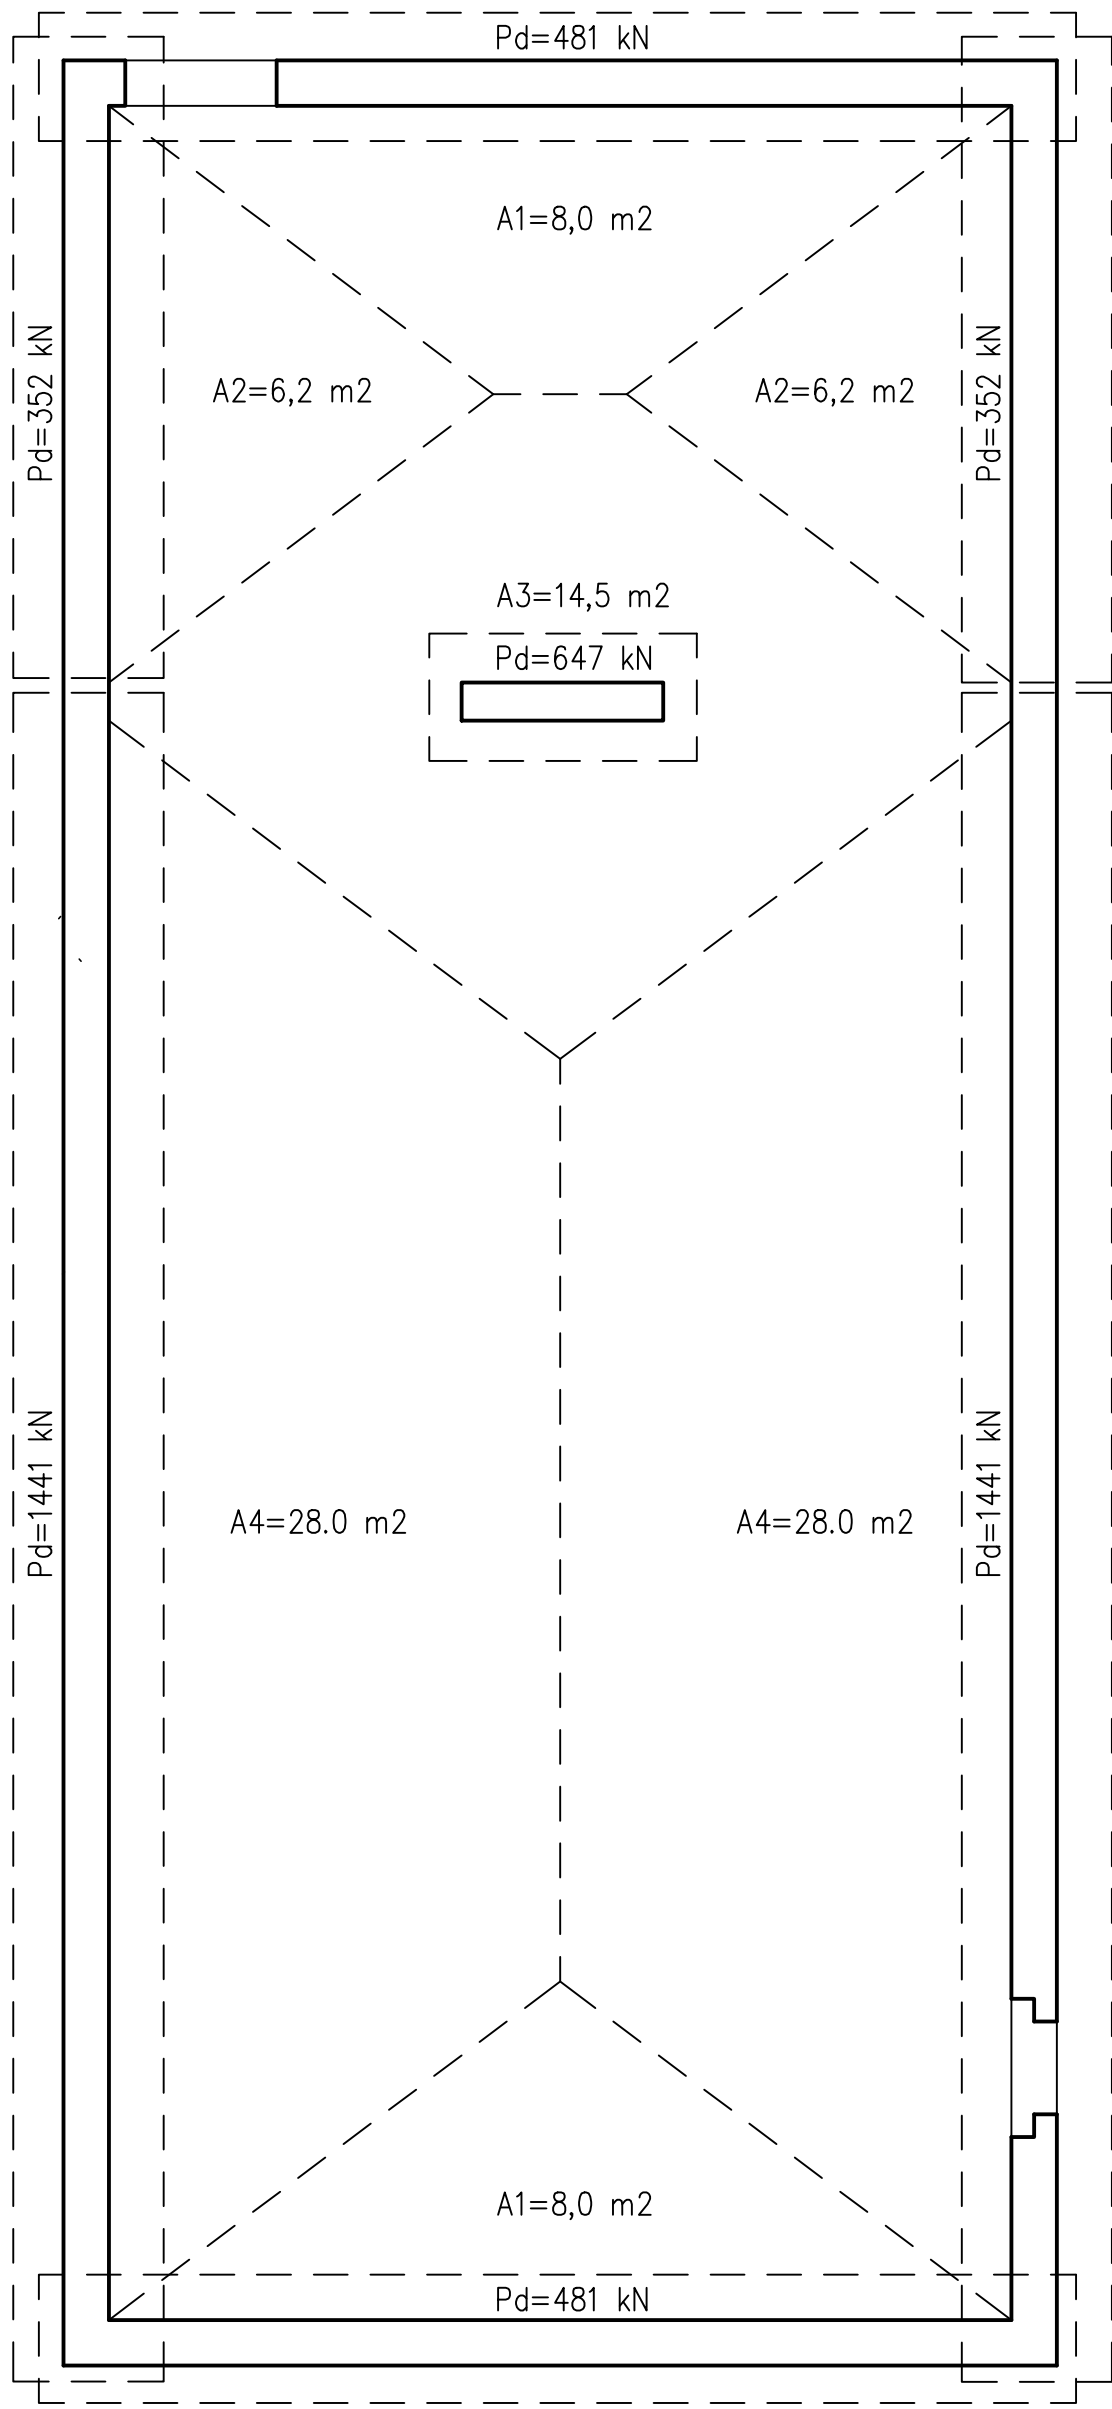 Pd=481 kN
A1=8,0 m2
Pd=352 kN
A2=6,2 m2
A2=6,2 m2
Pd=352 kN
A3=14,5 m2
Pd=647 kN
Pd=1441 kN
A4=28.0 m2
A4=28.0 m2
Pd=1441 kN
A1=8,0 m2
Pd=481 kN